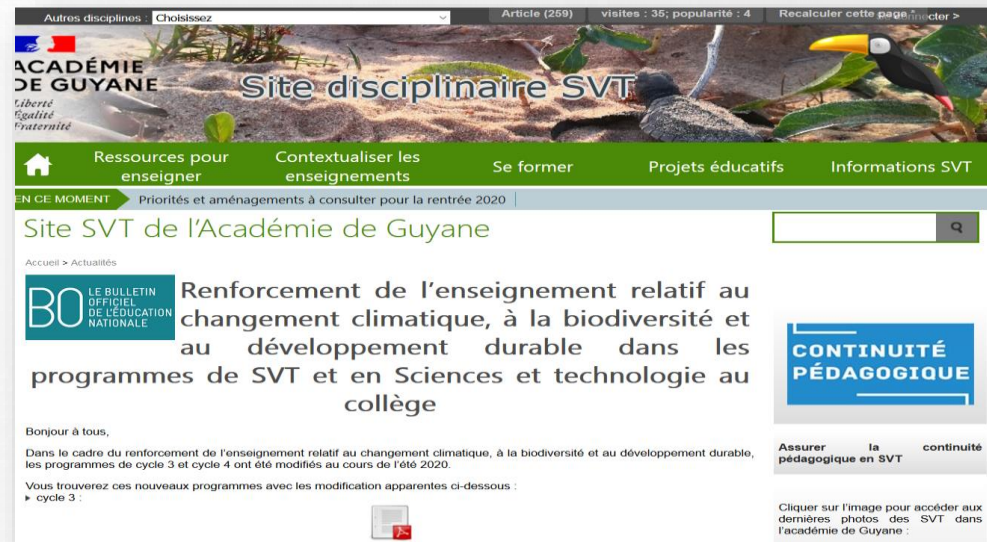 Autres disciplines : Choisissez
Article (259) visites : 35; popularité : 4 Recalculer cette page * necter >
ACADÉMIE
DE GUYANE
Liberté
Égalité
Fraternité
Site disciplinaire SVT
Ressources pour enseigner
Contextualiser les enseignements
Se former
Projets éducatifs
Informations SVT
EN CE MOMENT Priorités et aménagements à consulter pour la rentrée 2020
Site SVT de l'Académie de Guyane
Accueil > Actualités
BO LE BULLETIN
OFFICIEL
DE L'ÉDUCATION
NATIONALE
Renforcement de l'enseignement relatif au
changement climatique, à la biodiversité et
au développement durable dans les
programmes de SVT et en Sciences et technologie au
collège
Bonjour à tous,
Dans le cadre du renforcement de l'enseignement relatif au changement climatique, à la biodiversité et au développement durable,
les programmes de cycle 3 et cycle 4 ont été modifiés au cours de l'été 2020.
Vous trouverez ces nouveaux programmes avec les modification apparentes ci-dessous :
cycle 3 :
CONTINUITÉ
PÉDAGOGIQUE
Assurer la continuité
pédagogique en SVT
Cliquer sur l'image pour accéder aux
dernières photos des SVT dans
l'académie de Guyane :